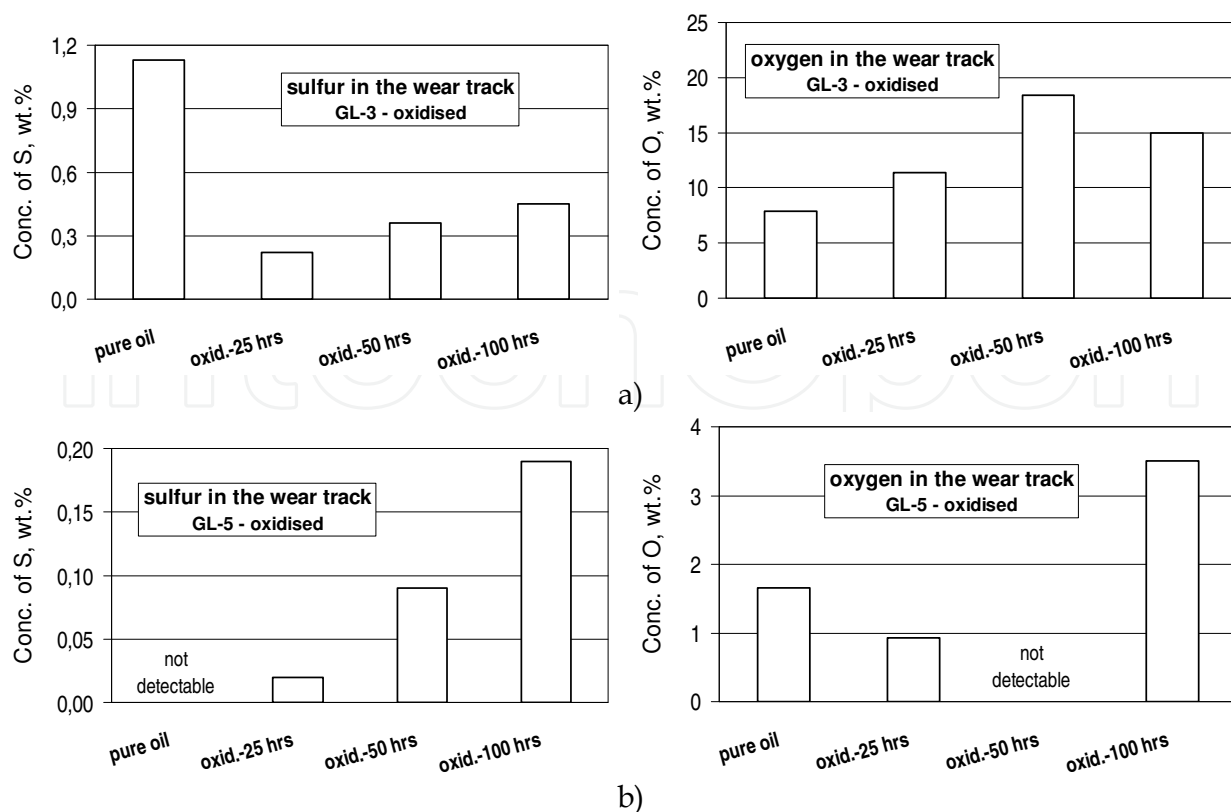 1,2
0,9
0,6
0,3
0,0
Conc. of S, wt.%
sulfur in the wear track
GL-3 - oxidised
pure oil
oxid.-25 hrs
oxid.-50 hrs
oxid.-100 hrs
25
20
15
10
5
0
Conc. of O, wt.%
oxygen in the wear track
GL-3 - oxidised
pure oil
oxid.-25 hrs
oxid.-50 hrs
oxid.-100 hrs
a)
0,20
0,15
0,10
0,05
0,00
Conc. of S, wt.%
sulfur in the wear track
GL-5 - oxidised
not
detectable
pure oil
oxid.-25 hrs
oxid.-50 hrs
oxid.-100 hrs
4
3
2
1
0
Conc. of O, wt.%
oxygen in the wear track
GL-5 - oxidised
not
detectable
pure oil
oxid.-25 hrs
oxid.-50 hrs
oxid.-100 hrs
b)